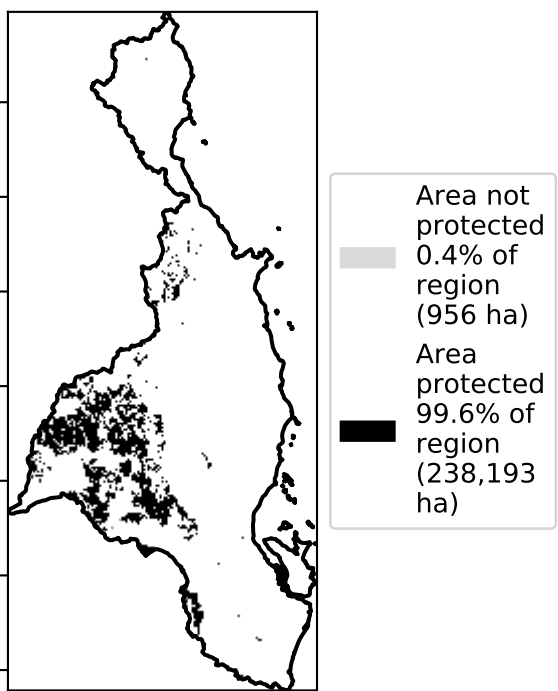 Area not
protected
0.4% of
region
(956 ha)
Area
protected
99.6% of
region
(238,193
ha)